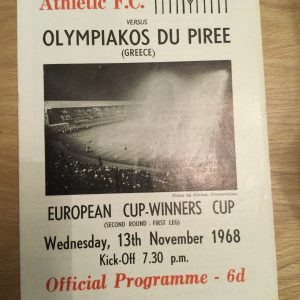 Athletic F.C.
VERSUS
OLYMPIAKOS DU PIREE
(GREECE)
EUROPEAN CUP-WINNERS CUP
(SECOND ROUND - FIRST LEG)
Wednesday, 13th November 1968
Kick-Off 7.30 p.m.
Official Programme - 6d